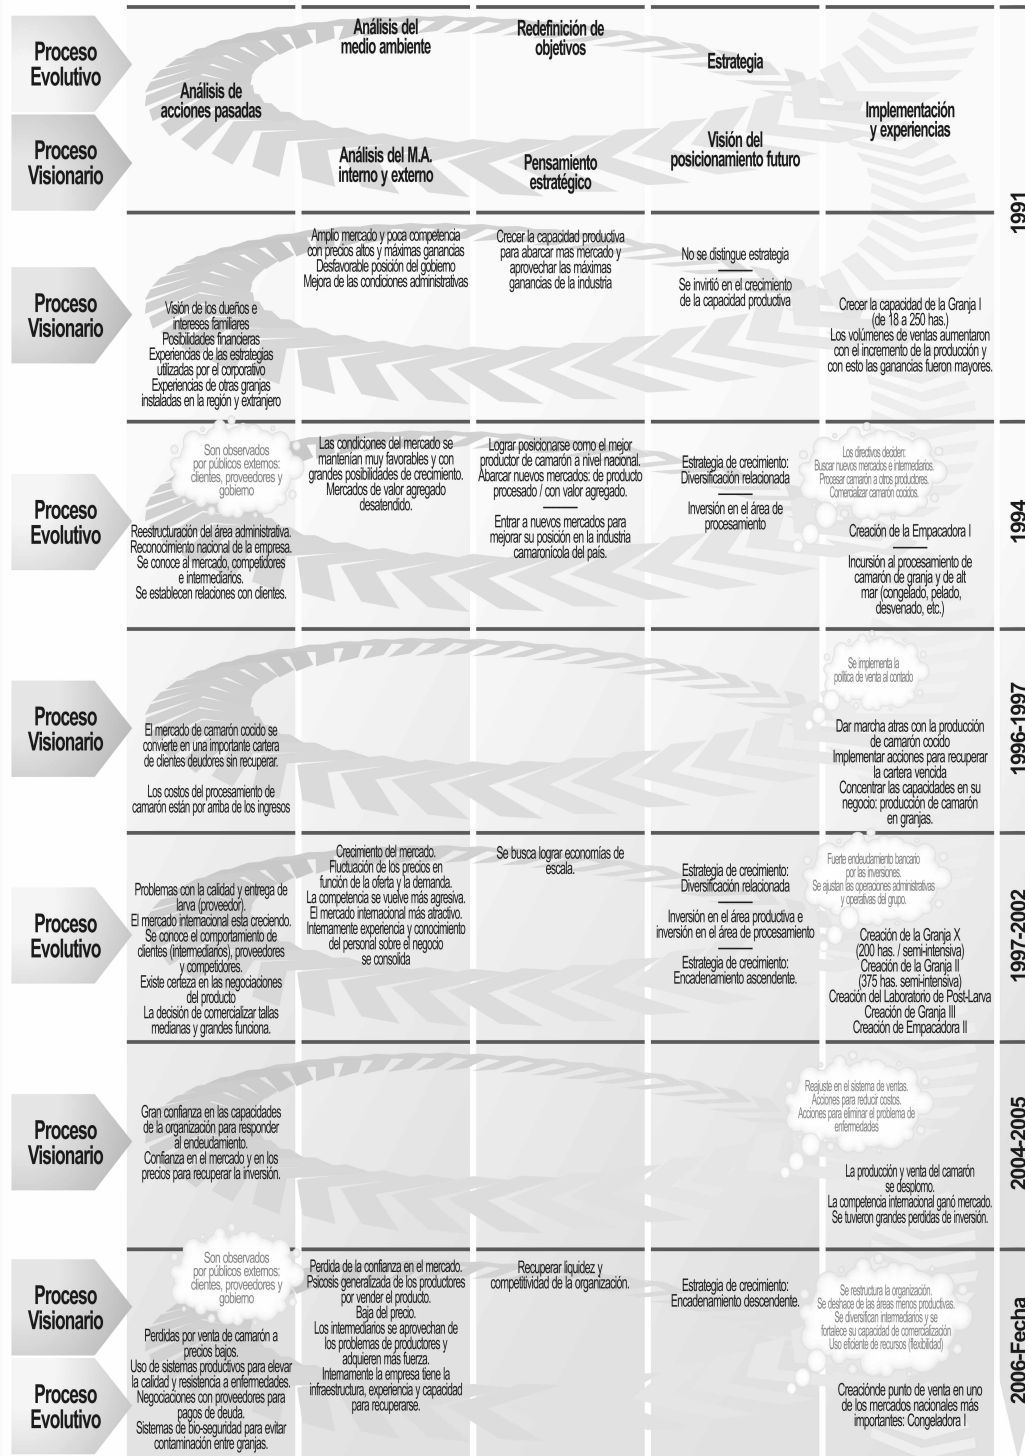 Proceso
Evolutivo
Proceso
Visionario
Análisis de
acciones pasadas
Análisis del
medio ambiente
Análisis del M.A.
interno y externo
Redefinición de
objetivos
Pensamiento
estratégico
Estrategia
Visión del
posicionamiento futuro
Implementación
y experiencias
1991
Proceso
Visionario
Visión de los dueños e
intereses familiares
Posibilidades financieras
Experiencias de las estrategias
utilizadas por el corporativo
Experiencias de otras granjas
instaladas en la región y extranjero
Amplio mercado y poca competencia
con precios altos y máximas ganancias
Desfavorable posición del gobierno
Mejora de las condiciones administrativas
Crecer la capacidad productiva
para abarcar mas mercado y
aprovechar las máximas
ganancias de la industria
No se distingue estrategia
Se invirtió en el crecimiento
de la capacidad productiva
Crecer la capacidad de la Granja I
(de 18 a 250 has.)
Los volúmenes de ventas aumentaron
con el incremento de la producción y
con esto las ganancias fueron mayores.
1994
Proceso
Evolutivo
Son observados
por públicos externos:
clientes, proveedores y
gobierno
Reestructuración del área administrativa.
Reconocimiento nacional de la empresa.
Se conoce al mercado, competidores
e intermediarios.
Se establecen relaciones con clientes.
Las condiciones del mercado se
mantenían muy favorables y con
grandes posibilidades de crecimiento.
Mercados de valor agregado
desatendido.
Lograr posicionarse como el mejor
productor de camarón a nivel nacional.
Abarcar nuevos mercados: de producto
procesado / con valor agregado.
Entrar a nuevos mercados para
mejorar su posición en la industria
camaronícola del país.
Estrategia de crecimiento:
Diversificación relacionada
Inversión en el área de
procesamiento
Los directivos deciden:
Buscar nuevos mercados e intermediarios.
Procesar camarón a otros productores.
Comercializar camarón cocidos.
Creación de la Empacadora I
Incursión al procesamiento de
camarón de granja y de alt
mar (congelado, pelado,
desvenado, etc.)
1996-1997
Proceso
Visionario
El mercado de camarón cocido se
convierte en una importante cartera
de clientes deudores sin recuperar.
Los costos del procesamiento de
camarón están por arriba de los ingresos
Se implementa la
política de venta al contado
Dar marcha atras con la producción
de camarón cocido
Implementar acciones para recuperar
la cartera vencida
Concentrar las capacidades en su
negocio: producción de camarón
en granjas.
1997-2002
Proceso
Evolutivo
Problemas con la calidad y entrega de
larva (proveedor).
El mercado internacional esta creciendo.
Se conoce el comportamiento de
clientes (intermediarios), proveedores
y competidores.
Existe certeza en las negociaciones
del producto
La decisión de comercializar tallas
medianas y grandes funciona.
Crecimiento del mercado.
Fluctuación de los precios en
función de la oferta y la demanda.
La competencia se vuelve más agresiva.
El mercado internacional más atractivo.
Internamente experiencia y conocimiento
del personal sobre el negocio
se consolida
Se busca lograr economías de
escala.
Estrategia de crecimiento:
Diversificación relacionada
Inversión en el área productiva e
inversión en el área de procesamiento
Estrategia de crecimiento:
Encadenamiento ascendente.
Fuerte endeudamiento bancario
por las inversiones.
Se ajustan las operaciones administrativas
y operativas del grupo.
Creación de la Granja X
(200 has. / semi-intensiva)
Creación de la Granja II
(375 has. semi-intensiva)
Creación del Laboratorio de Post-Larva
Creación de Granja III
Creación de Empacadora II
2004-2005
Proceso
Visionario
Gran confianza en las capacidades
de la organización para responder
al endeudamiento.
Confianza en el mercado y en los
precios para recuperar la inversión.
Reajuste en el sistema de ventas.
Acciones para reducir costos.
Acciones para eliminar el problema de
enfermedades
La producción y venta del camarón
se desplomo.
La competencia internacional ganó mercado.
Se tuvieron grandes perdidas de inversión.
2006-Fecha
Proceso
Visionario
Proceso
Evolutivo
Son observados
por públicos externos:
clientes, proveedores y
gobierno
Perdidas por venta de camarón a
precios bajos.
Uso de sistemas productivos para elevar
la calidad y resistencia a enfermedades.
Negociaciones con proveedores para
pagos de deuda.
Sistemas de bio-seguridad para evitar
contaminación entre granjas.
Perdida de la confianza en el mercado.
Psicosis generalizada de los productores
por vender el producto.
Baja del precio.
Los intermediarios se aprovechan de
los problemas de productores y
adquieren más fuerza.
Internamente la empresa tiene la
infraestructura, experiencia y capacidad
para recuperarse.
Recuperar liquidez y
competitividad de la organización.
Estrategia de crecimiento:
Encadenamiento descendente.
Se restructura la organización.
Se deshace de las áreas menos productivas.
Se diversifican intermediarios y se
fortalece su capacidad de comercialización
Uso eficiente de recursos (flexibilidad)
Creaciónde punto de venta en uno
de los mercados nacionales más
importantes: Congeladora I